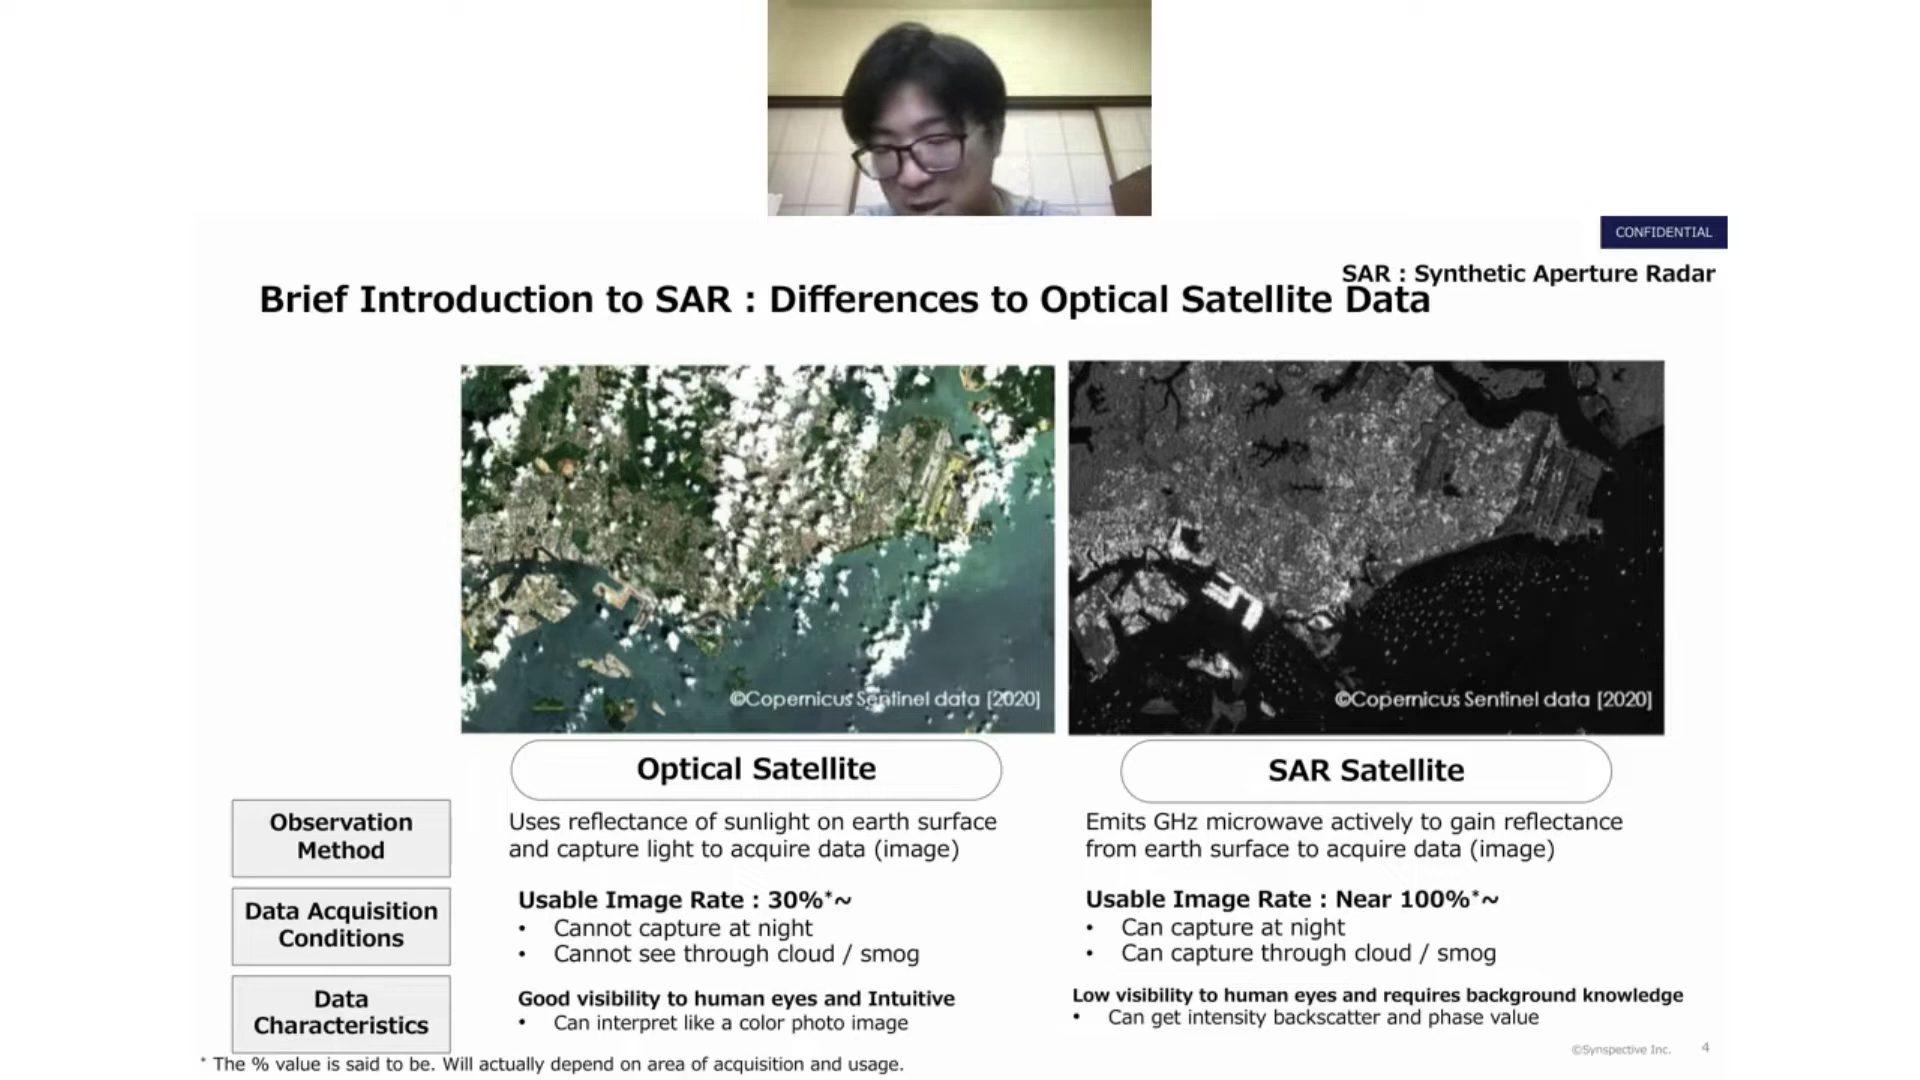 CONFIDENTIAL
SAR : Synthetic Aperture Radar
Brief Introduction to SAR : Differences to Optical Satellite Data
©Copernicus Sentinel data [2020]
©Copernicus Sentinel data [2020]
Optical Satellite
SAR Satellite
Observation
Method
Uses reflectance of sunlight on earth surface
and capture light to acquire data (image)
Emits GHz microwave actively to gain reflectance
from earth surface to acquire data (image)
Data Acquisition
Conditions
Usable Image Rate : 30%*~
• Cannot capture at night
• Cannot see through cloud / smog
Usable Image Rate : Near 100%*~
• Can capture at night
• Can capture through cloud / smog
Data
Characteristics
Good visibility to human eyes and Intuitive
• Can interpret like a color photo image
Low visibility to human eyes and requires background knowledge
• Can get intensity backscatter and phase value
©Synspective Inc. 4
* The % value is said to be. Will actually depend on area of acquisition and usage.